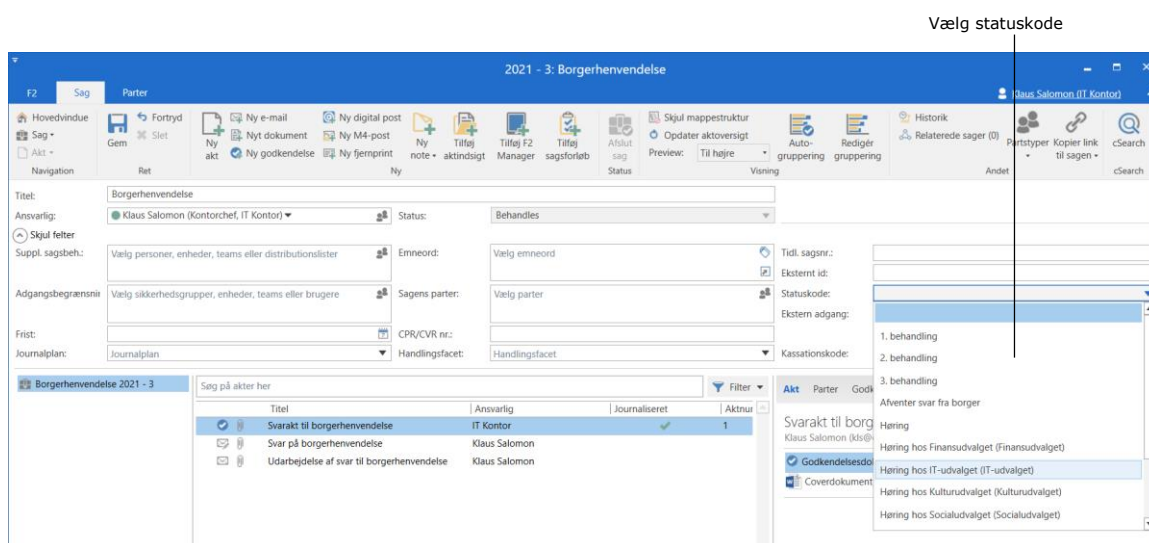 Vælg statuskode
2021 - 3: Borgerhenvendelse
F2 Sag Parter Klaus Salomon (IT Kontor)
Hovedvindue
Sag
Akt
Navigation
Gem
Fortryd
Slet
Ret
Ny akt
Ny e-mail
Nyt dokument
Ny godkendelse
Ny digital post
Ny M4-post
Ny fjernprint
Ny note
Tilføj aktindsigt
Tilføj F2 Manager
Tilføj sagsforløb
Ny
Afslut sag
Status
Skjul mappestruktur
Opdater aktoversigt
Preview: Til højre
Auto-gruppering
Redigér gruppering
Visning
Historik
Relaterede sager (0)
Partstyper
Kopier link til sagen
Andet
cSearch
cSearch
Titel: Borgerhenvendelse
Ansvarlig: Klaus Salomon (Kontorchef, IT Kontor) Status: Behandles
Skjul felter
Suppl. sagsbeh.: Vælg personer, enheder, teams eller distributionslister Emneord: Vælg emneord Tidl. sagsnr.:
Eksternt id:
Adgangsbegrænsnin Vælg sikkerhedsgrupper, enheder, teams eller brugere Sagens parter: Vælg parter Statuskode:
Ekstern adgang:
Frist: CPR/CVR nr.:
Journalplan: Journalplan Handlingsfacet: Handlingsfacet Kassationskode:
1. behandling
2. behandling
3. behandling
Afventer svar fra borger
Høring
Høring hos Finansudvalget (Finansudvalget)
Høring hos IT-udvalget (IT-udvalget)
Høring hos Kulturudvalget (Kulturudvalget)
Høring hos Socialudvalget (Socialudvalget)
Borgerhenvendelse 2021 - 3
Søg på akter her Filter
Titel Ansvarlig Journaliseret Aktnur
Svarakt til borgerhenvendelse IT Kontor 1
Svar på borgerhenvendelse Klaus Salomon
Udarbejdelse af svar til borgerhenvendelse Klaus Salomon
Akt Parter Godk
Svarakt til borg
Klaus Salomon (kls@
Godkendelsesdo
Coverdokument